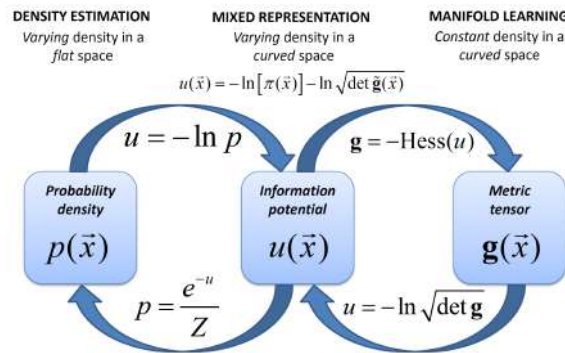 DENSITY ESTIMATION
Varying density in a
flat space
MIXED REPRESENTATION
Varying density in a
curved space
MANIFOLD LEARNING
Constant density in a
curved space
u(x⃗) = −ln[π(x⃗)] − ln √det g̃(x⃗)
u = −ln p
g = −Hess(u)
Probability
density
p(x⃗)
Information
potential
u(x⃗)
Metric
tensor
g(x⃗)
p = e⁻ᵘ / Z
u = −ln √det g